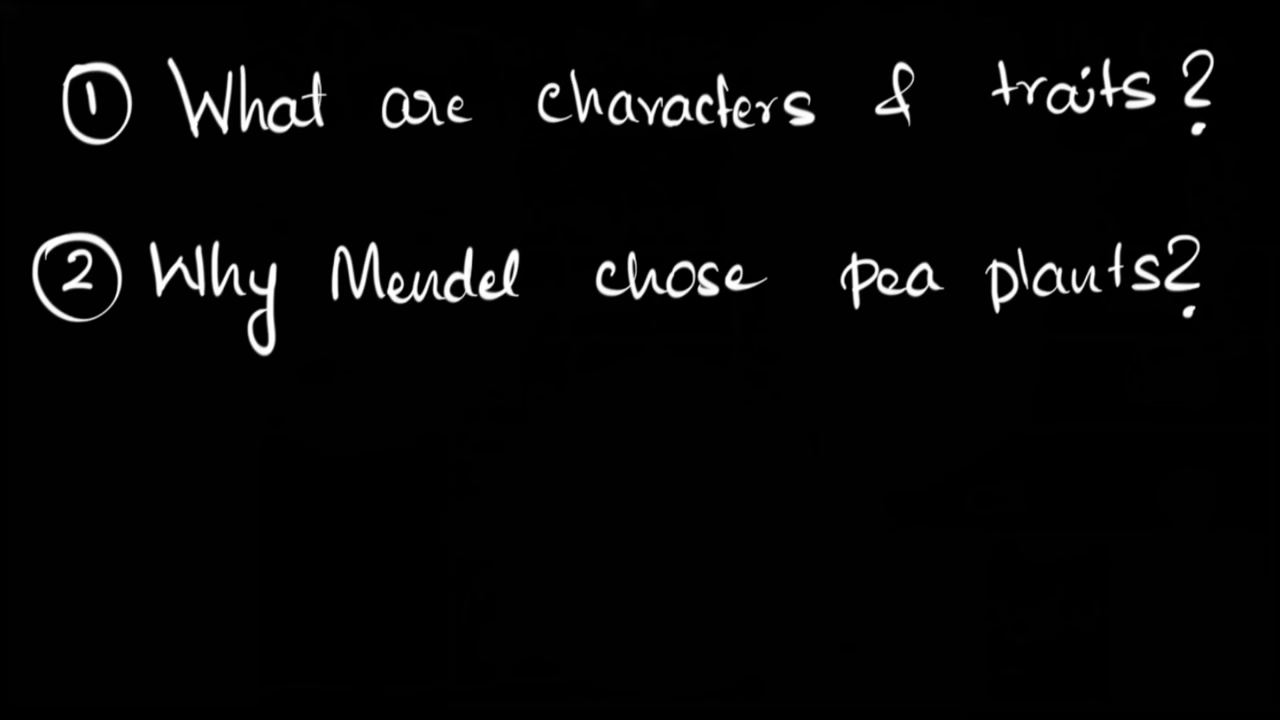 ① What are characters & traits?
② Why Mendel chose pea plants?